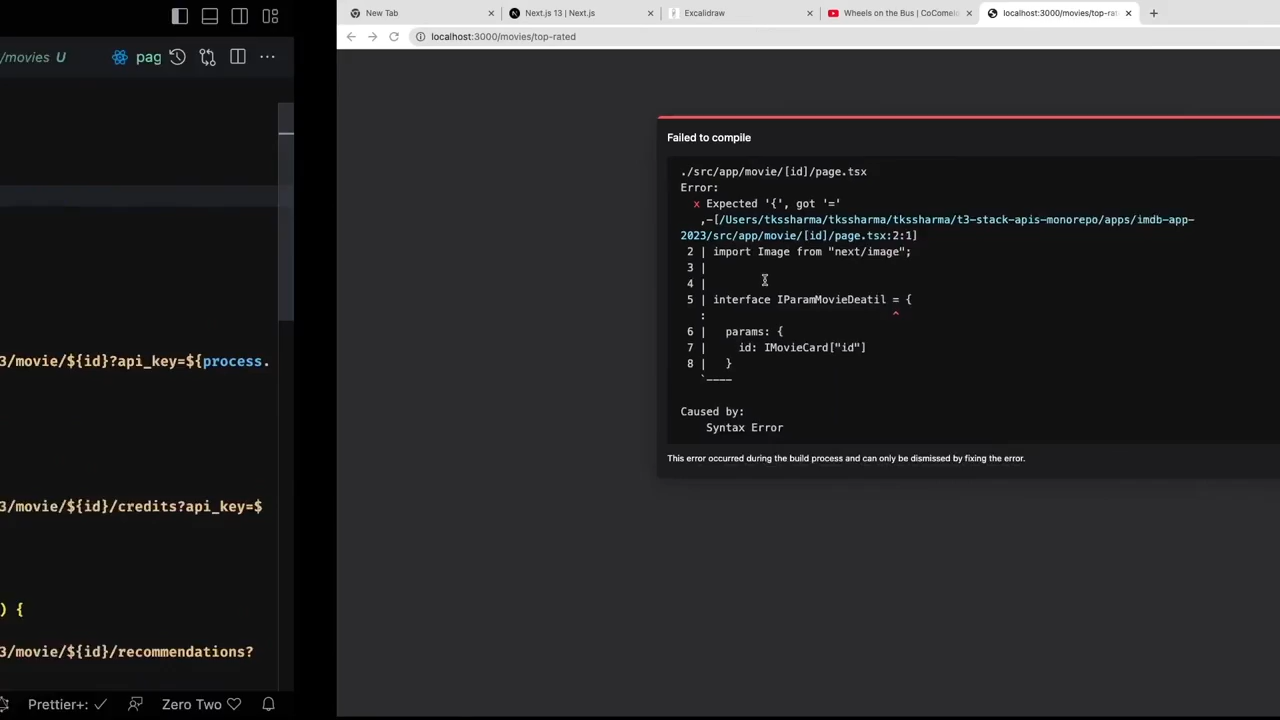 New Tab
Next.js 13 | Next.js
Excalidraw
Wheels on the Bus | CoComel
localhost:3000/movies/top-rat
localhost:3000/movies/top-rated
/movies U
pag
3/movie/${id}?api_key=${process.
3/movie/${id}/credits?api_key=$
) {
3/movie/${id}/recommendations?
Prettier+: ✓
Zero Two ♡
Failed to compile
./src/app/movie/[id]/page.tsx
Error:
x Expected '{', got '='
,-[/Users/tkssharma/tkssharma/tkssharma/t3-stack-apis-monorepo/apps/imdb-app-
2023/src/app/movie/[id]/page.tsx:2:1]
2 | import Image from "next/image";
3 |
4 |
5 | interface IParamMovieDeatil = {
: ^
6 | params: {
7 | id: IMovieCard["id"]
8 | }
`----
Caused by:
Syntax Error
This error occurred during the build process and can only be dismissed by fixing the error.